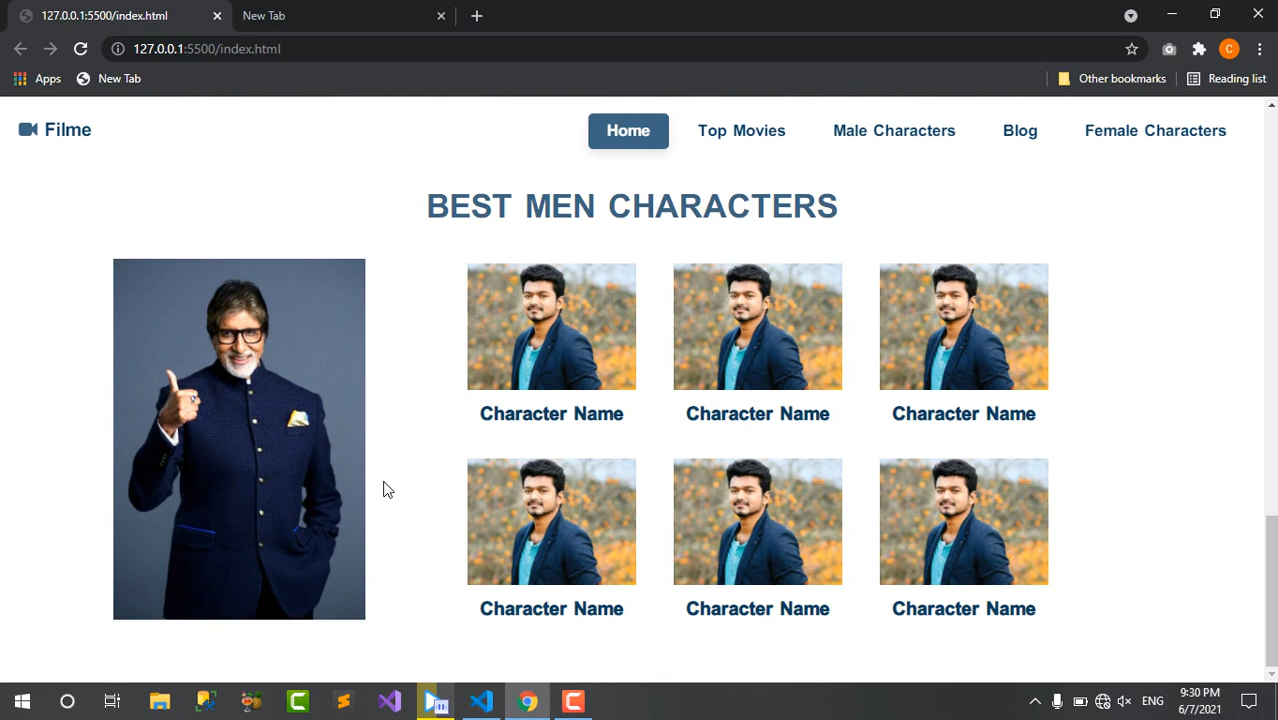 127.0.0.1:5500/index.html
New Tab
127.0.0.1:5500/index.html
C
Apps
New Tab
Other bookmarks
Reading list
Filme
Home
Top Movies
Male Characters
Blog
Female Characters
BEST MEN CHARACTERS
Character Name
Character Name
Character Name
Character Name
Character Name
Character Name
ENG
9:30 PM
6/7/2021